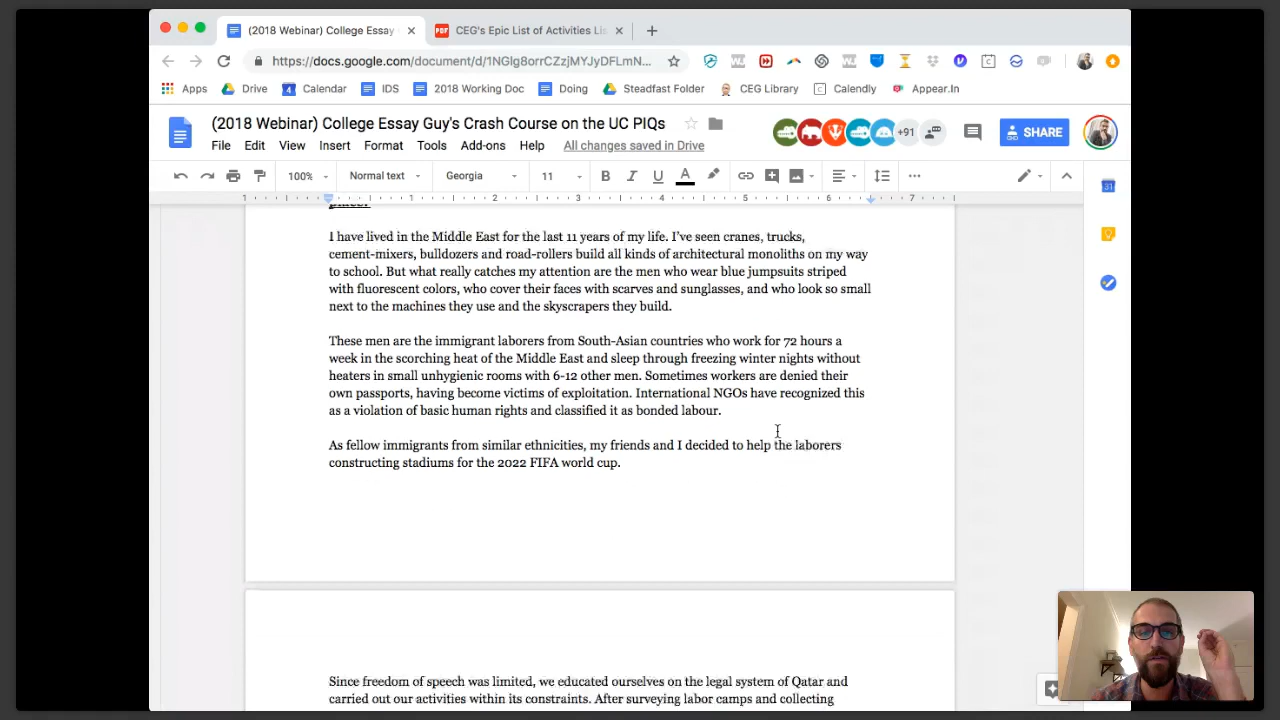 (2018 Webinar) College Essay
CEG's Epic List of Activities Lis
https://docs.google.com/document/d/1NGlg8orrCZzjMYJyDFLmN...
Apps Drive Calendar IDS 2018 Working Doc Doing Steadfast Folder CEG Library Calendly Appear.In
(2018 Webinar) College Essay Guy's Crash Course on the UC PIQs
+91
SHARE
File Edit View Insert Format Tools Add-ons Help All changes saved in Drive
100% Normal text Georgia 11 B I U A
1 1 2 3 4 5 6 7
place.
I have lived in the Middle East for the last 11 years of my life. I've seen cranes, trucks,
cement-mixers, bulldozers and road-rollers build all kinds of architectural monoliths on my way
to school. But what really catches my attention are the men who wear blue jumpsuits striped
with fluorescent colors, who cover their faces with scarves and sunglasses, and who look so small
next to the machines they use and the skyscrapers they build.
These men are the immigrant laborers from South-Asian countries who work for 72 hours a
week in the scorching heat of the Middle East and sleep through freezing winter nights without
heaters in small unhygienic rooms with 6-12 other men. Sometimes workers are denied their
own passports, having become victims of exploitation. International NGOs have recognized this
as a violation of basic human rights and classified it as bonded labour.
As fellow immigrants from similar ethnicities, my friends and I decided to help the laborers
constructing stadiums for the 2022 FIFA world cup.
Since freedom of speech was limited, we educated ourselves on the legal system of Qatar and
carried out our activities within its constraints. After surveying labor camps and collecting